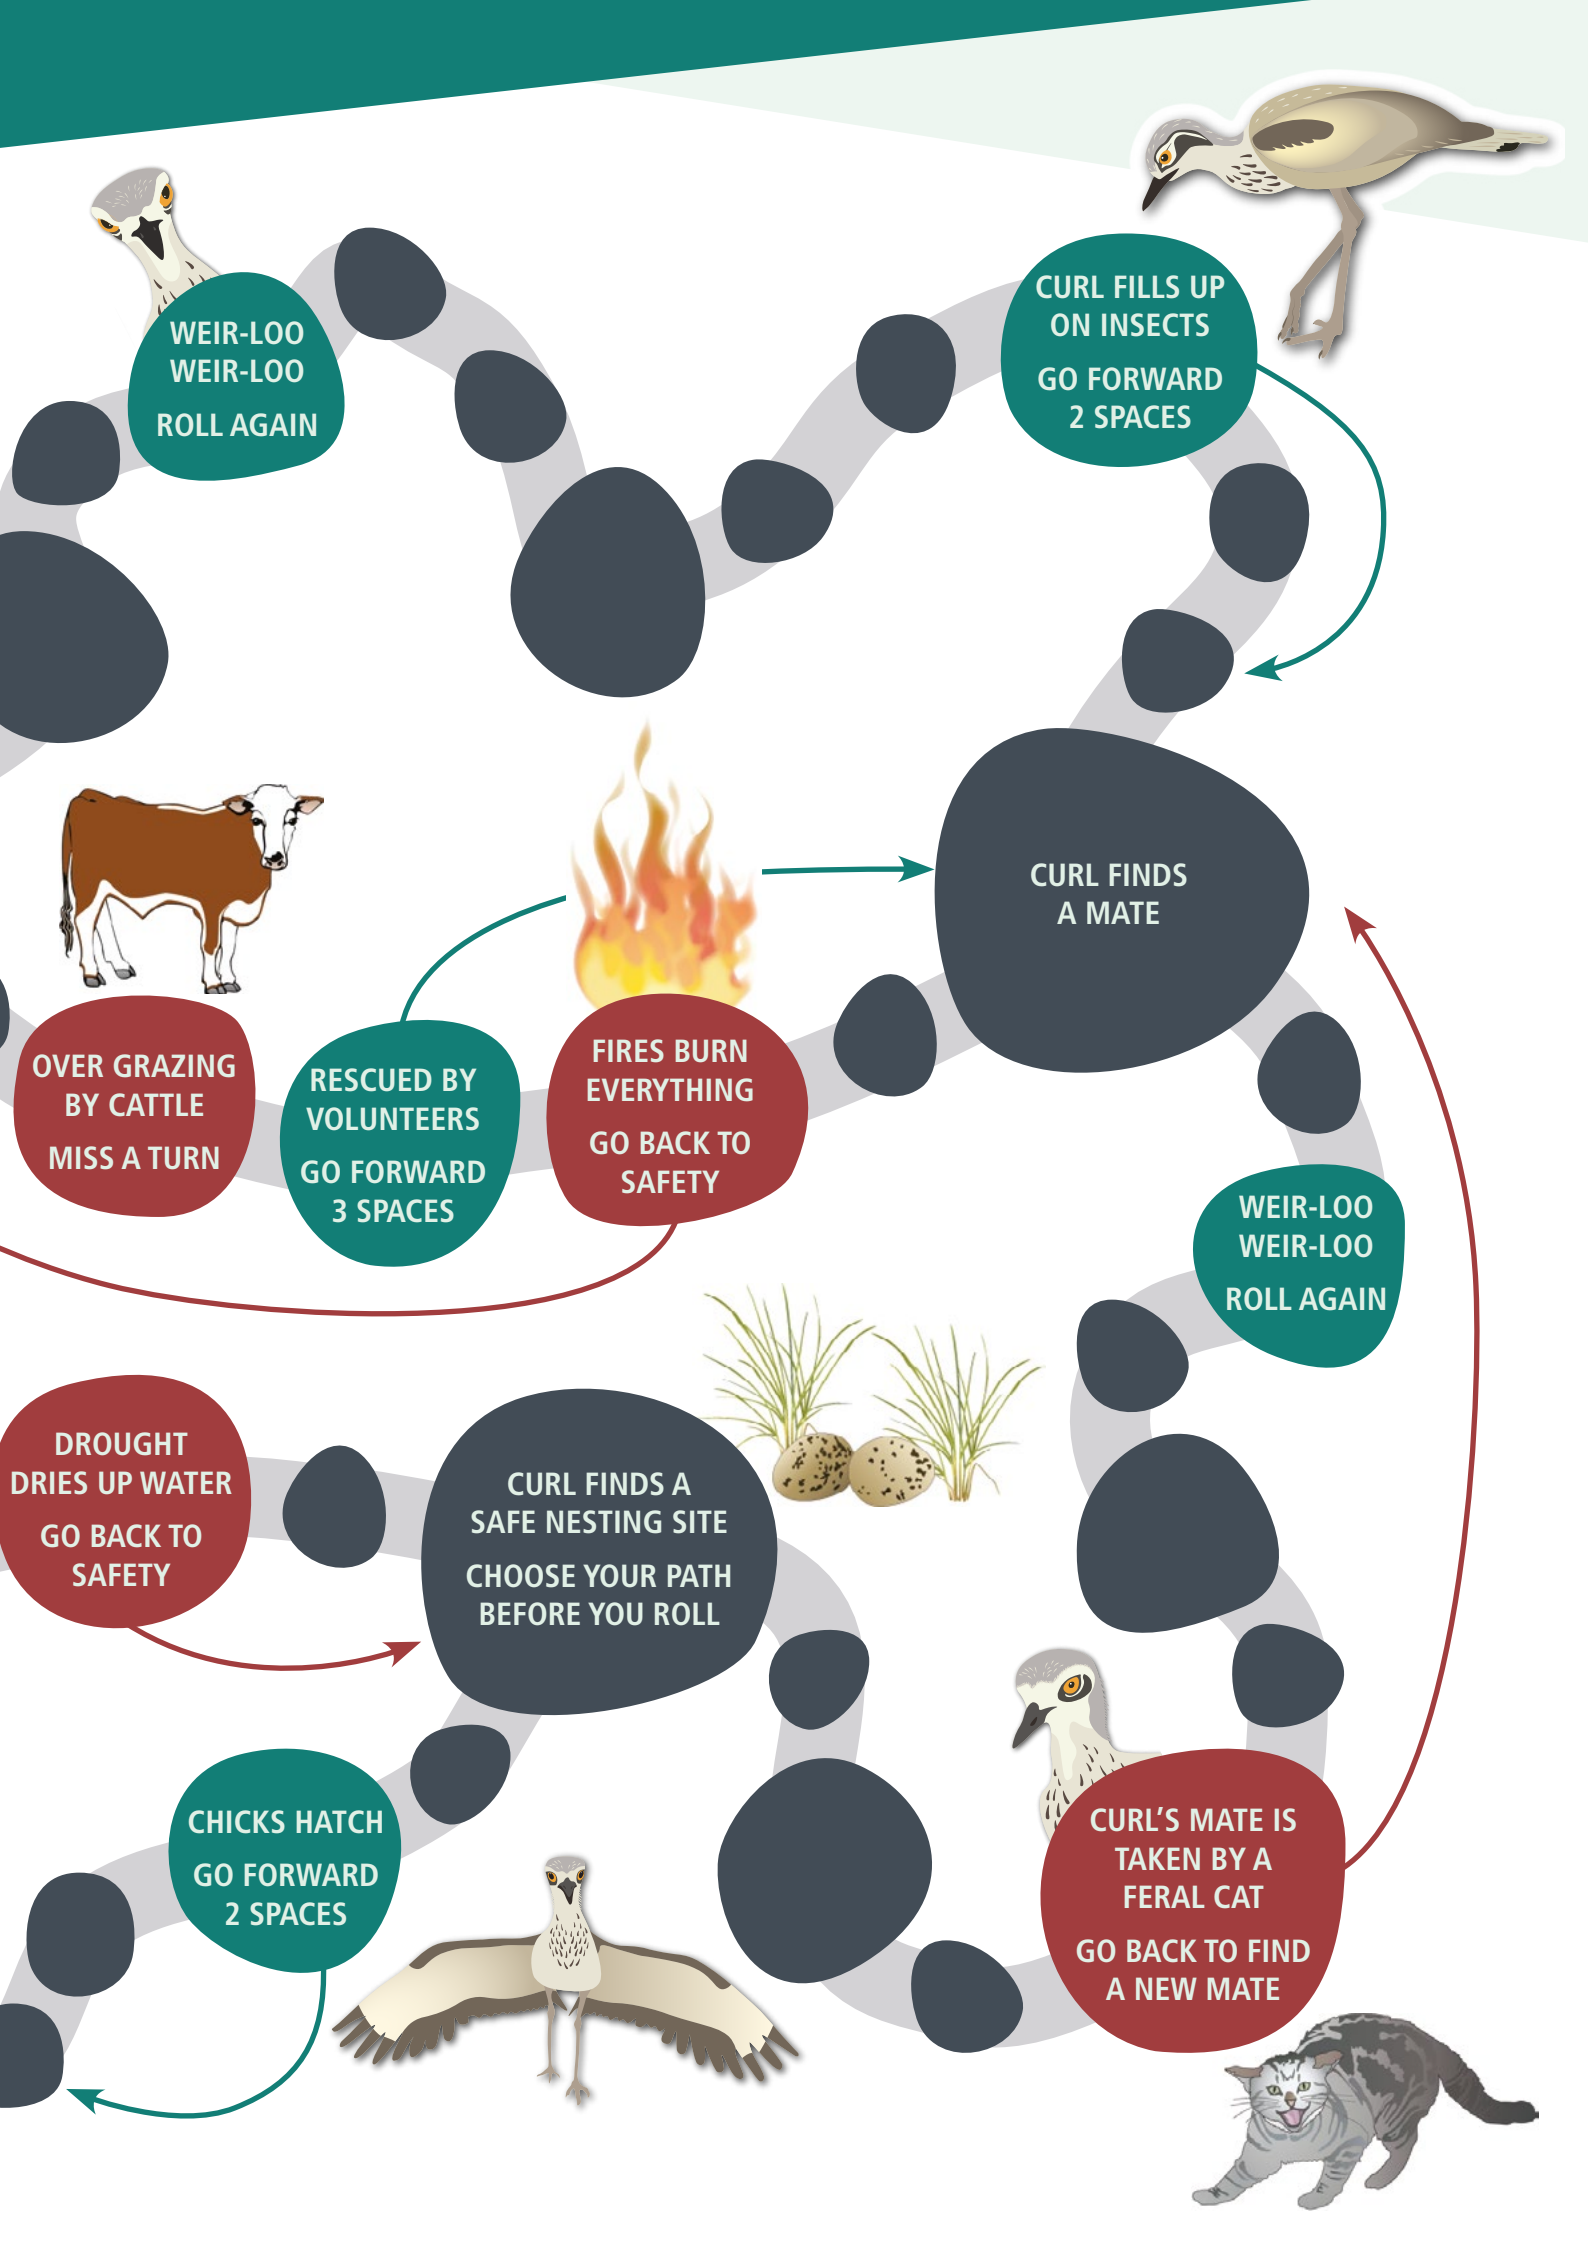 WEIR-LOO
WEIR-LOO
ROLL AGAIN
CURL FILLS UP
ON INSECTS
GO FORWARD
2 SPACES
CURL FINDS
A MATE
OVER GRAZING
BY CATTLE
MISS A TURN
RESCUED BY
VOLUNTEERS
GO FORWARD
3 SPACES
FIRES BURN
EVERYTHING
GO BACK TO
SAFETY
WEIR-LOO
WEIR-LOO
ROLL AGAIN
DROUGHT
DRIES UP WATER
GO BACK TO
SAFETY
CURL FINDS A
SAFE NESTING SITE
CHOOSE YOUR PATH
BEFORE YOU ROLL
CHICKS HATCH
GO FORWARD
2 SPACES
CURL'S MATE IS
TAKEN BY A
FERAL CAT
GO BACK TO FIND
A NEW MATE